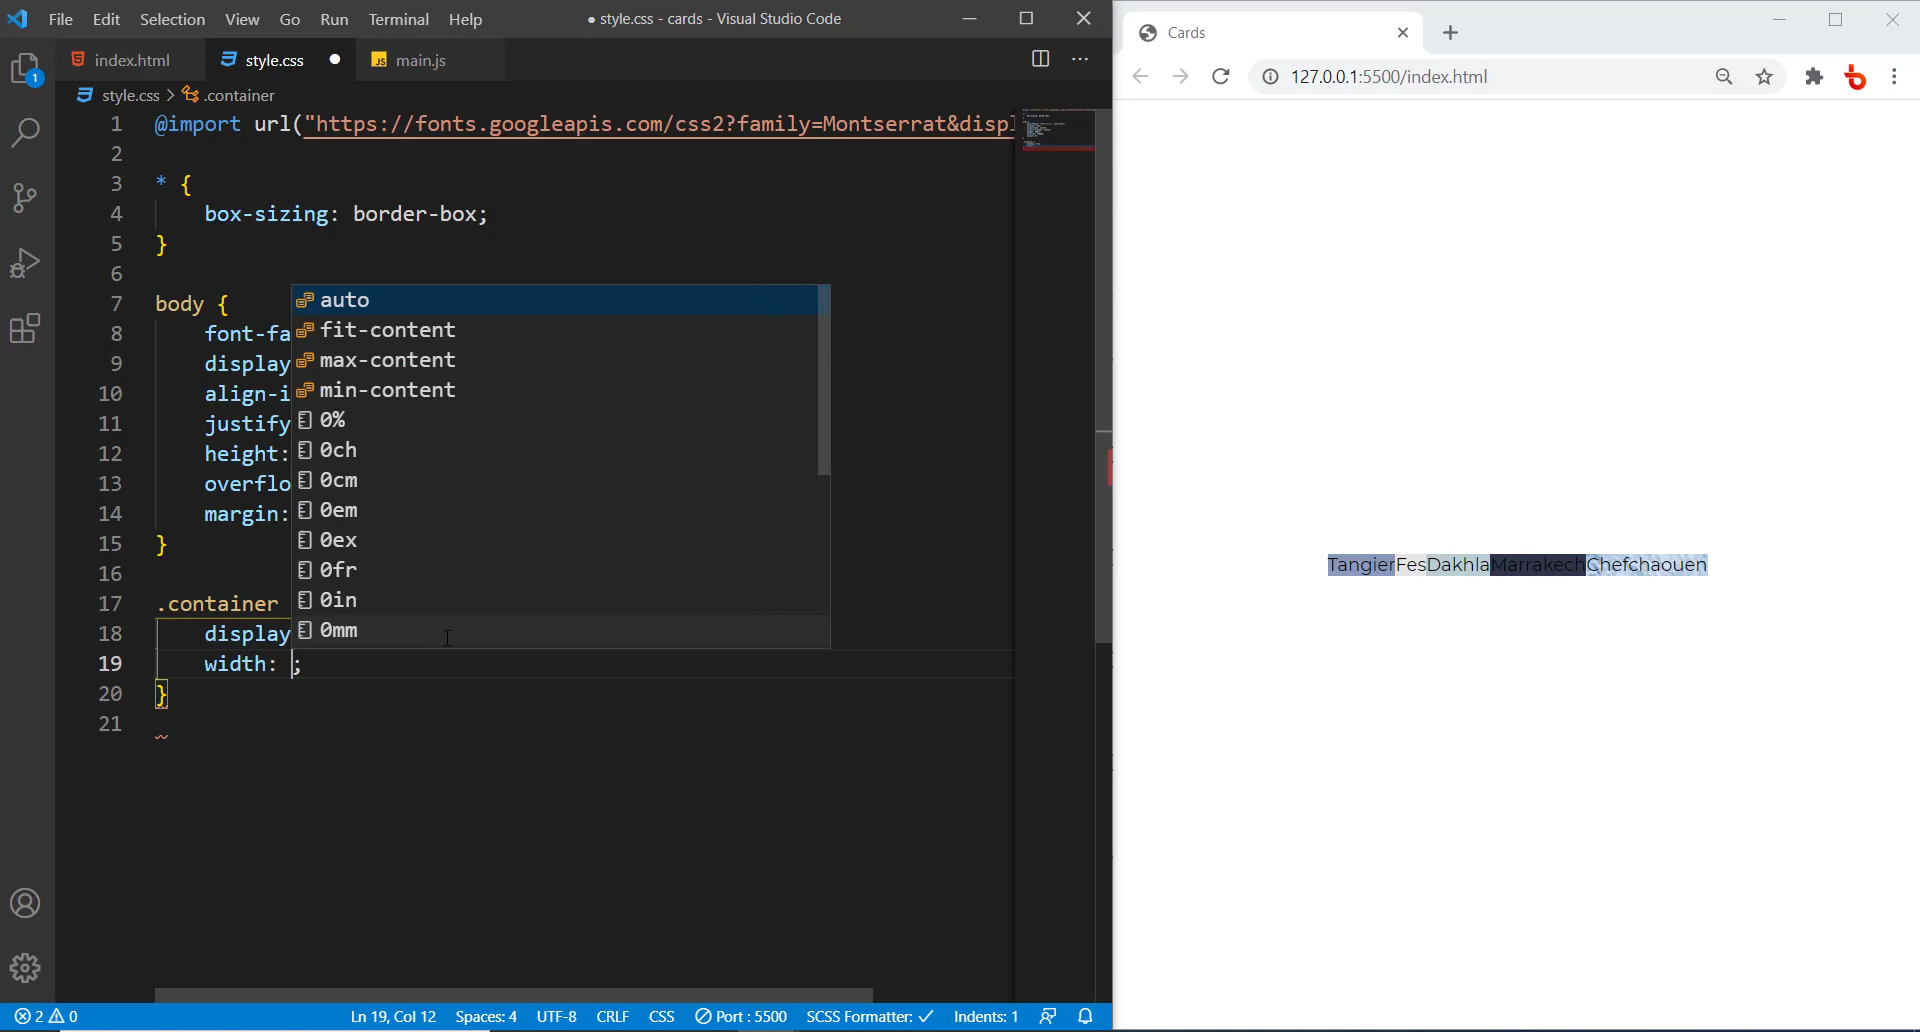 File Edit Selection View Go Run Terminal Help ● style.css - cards - Visual Studio Code
index.html style.css JS main.js
1
style.css > .container
1 @import url("https://fonts.googleapis.com/css2?family=Montserrat&displ
2
3 * {
4 box-sizing: border-box;
5 }
6
7 body {
8 font-fa
9 display
10 align-i
11 justify
12 height:
13 overflo
14 margin:
15 }
16
17 .container
18 display
19 width: ;
20 }
21
auto
fit-content
max-content
min-content
0%
0ch
0cm
0em
0ex
0fr
0in
0mm
2 0 Ln 19, Col 12 Spaces: 4 UTF-8 CRLF CSS Port : 5500 SCSS Formatter: ✓ Indents: 1
Cards
127.0.0.1:5500/index.html
TangierFesDakhlaMarrakechChefchaouen